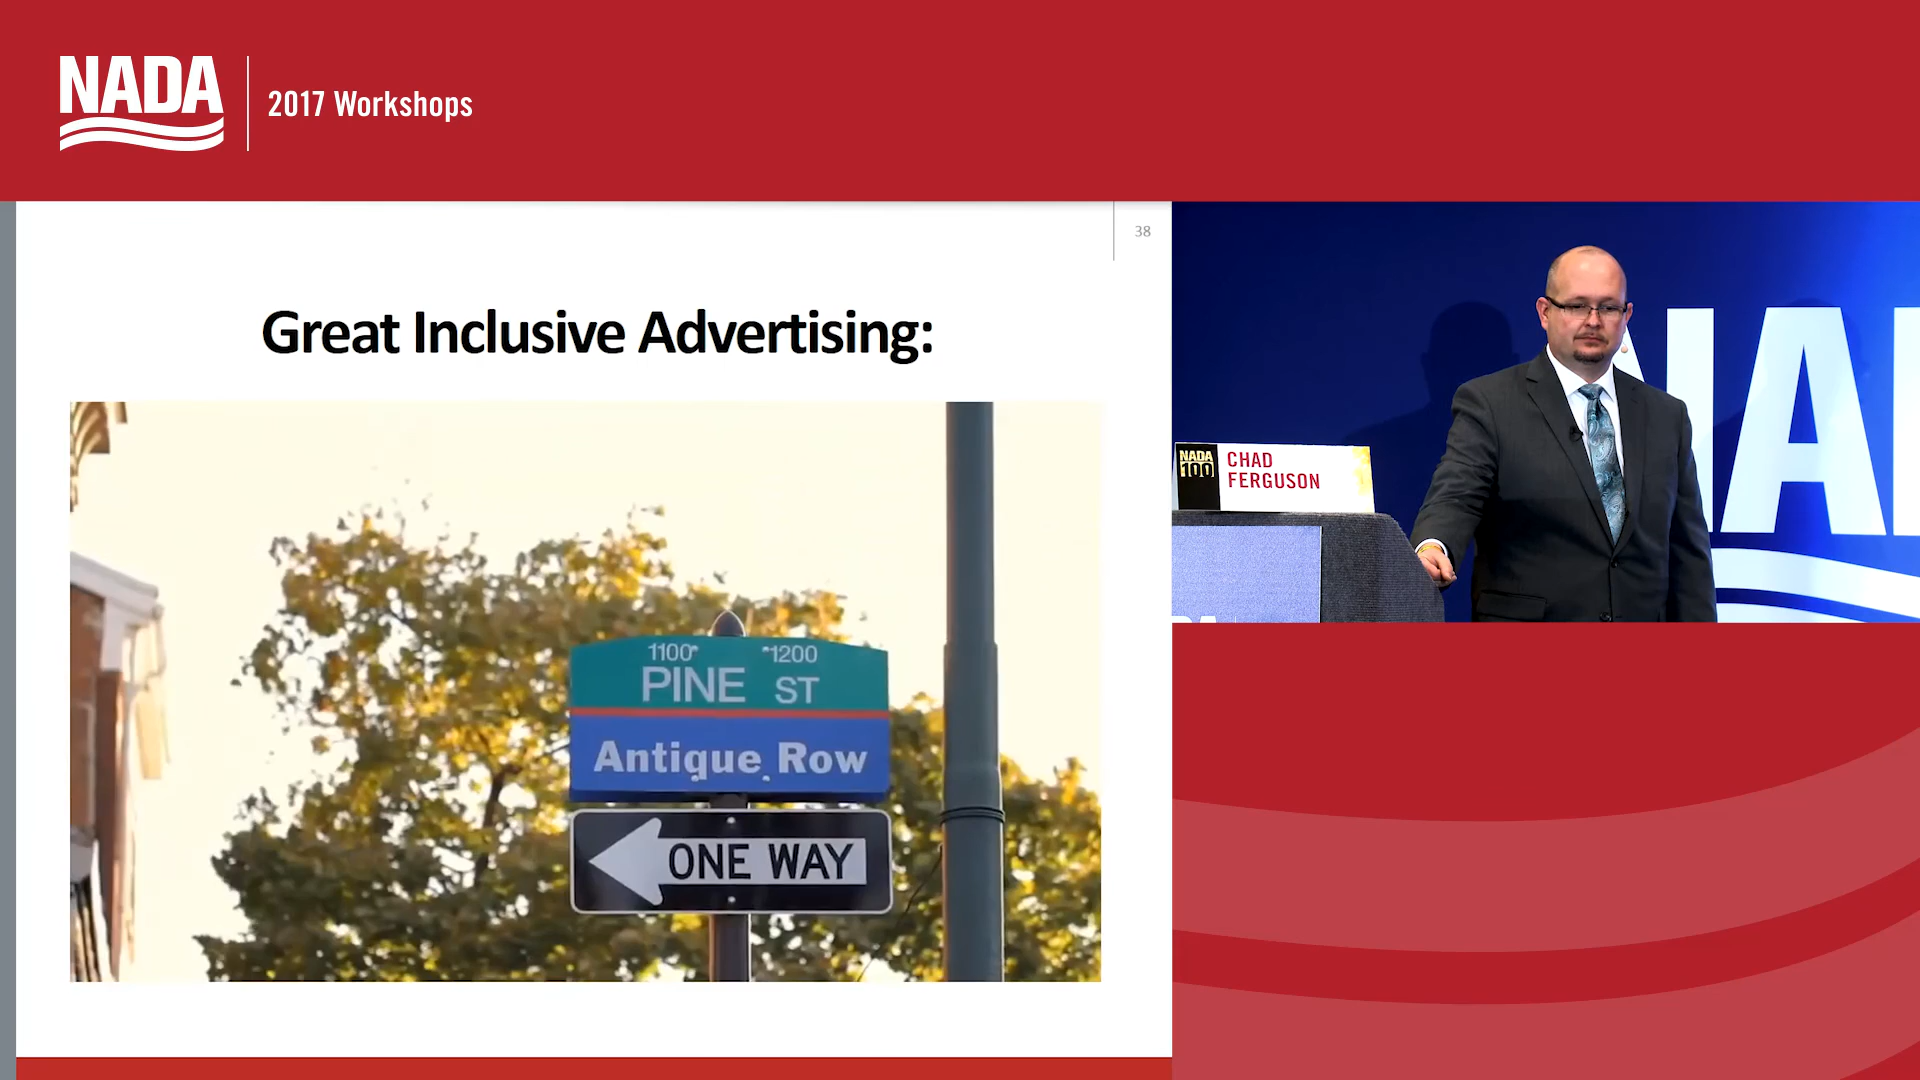 NADA
2017 Workshops
38
Great Inclusive Advertising:
1100 1200
PINE ST
Antique Row
ONE WAY
NADA
100
CHAD
FERGUSON
NA